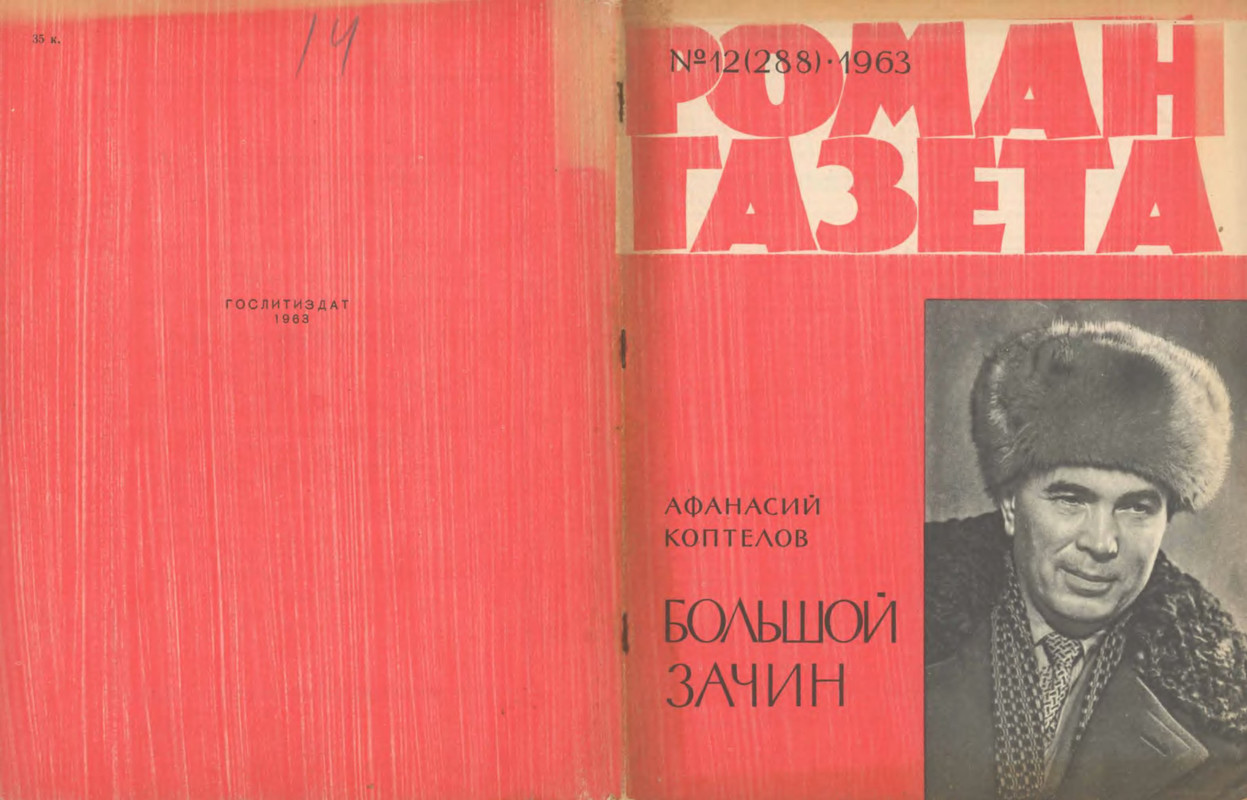 35 к.
14
ГОСЛИТИЗДАТ
1963
№12(288)·1963
РОМАН
ГАЗЕТА
АФАНАСИЙ
КОПТЕЛОВ
БОЛЬШОЙ
ЗАЧИН